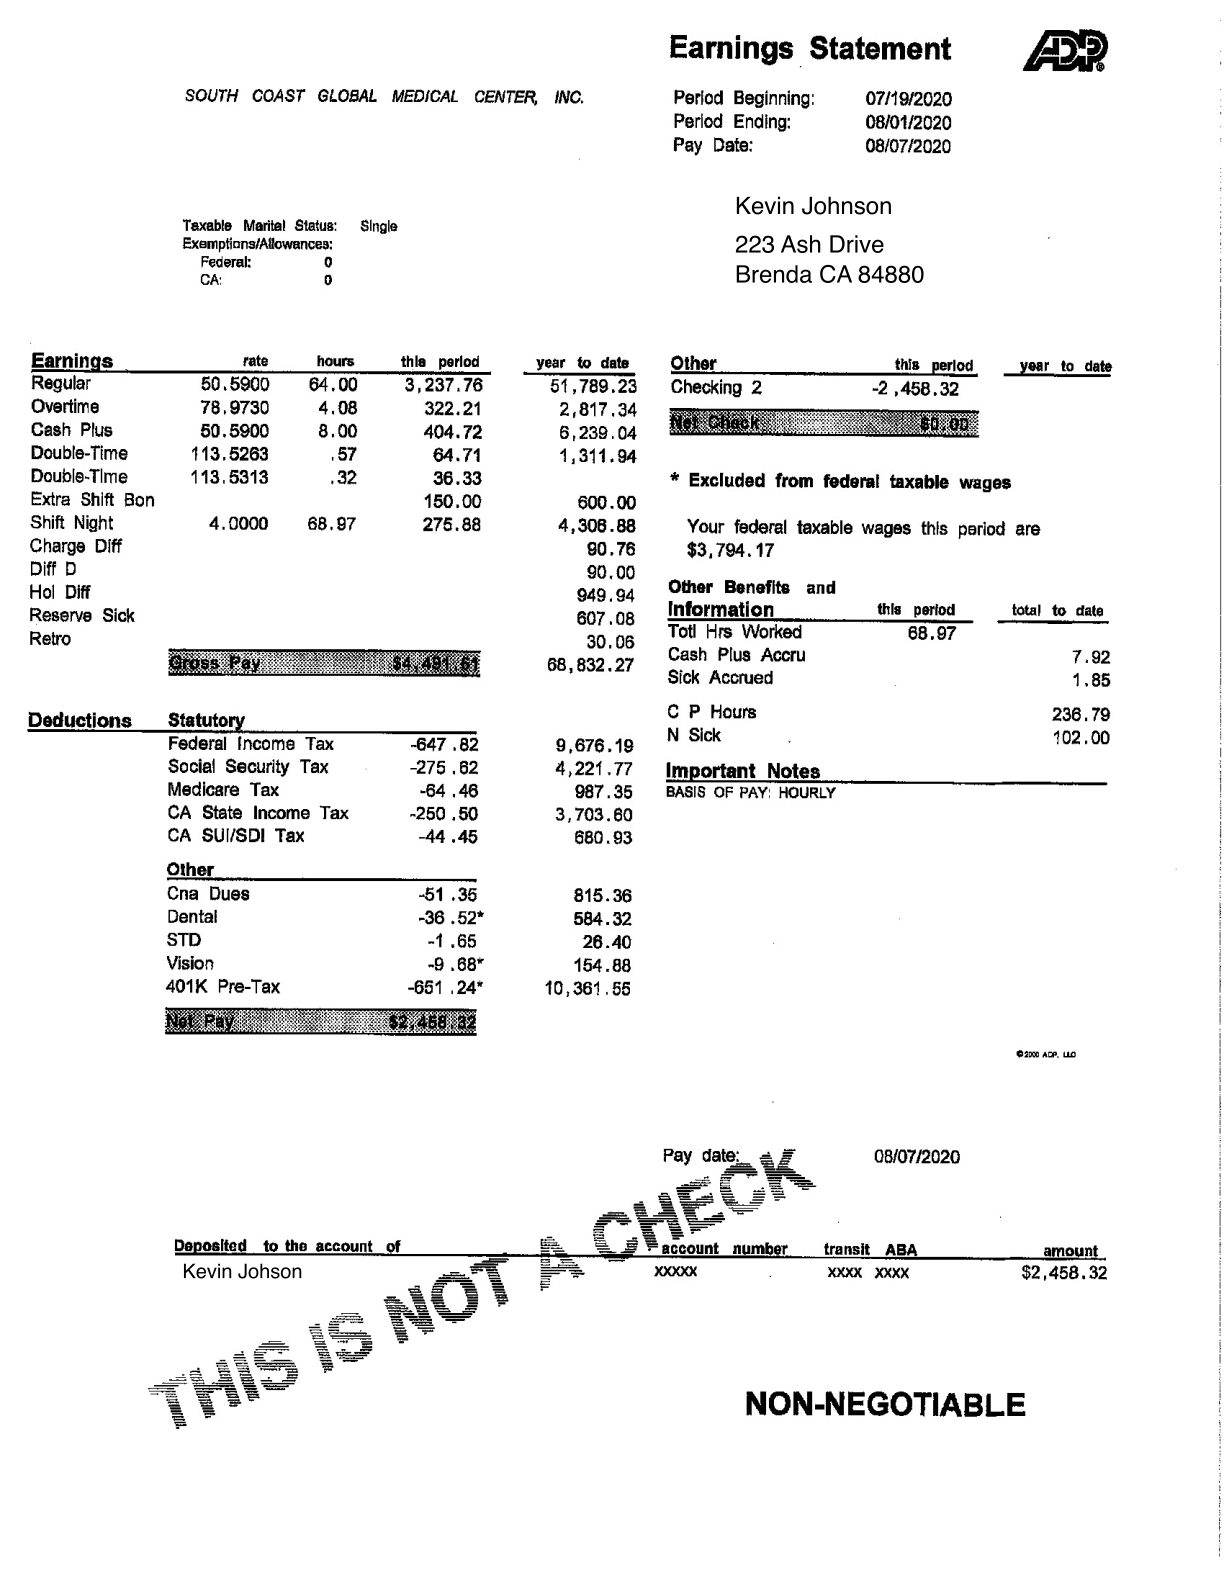 Earnings Statement ADP®
SOUTH COAST GLOBAL MEDICAL CENTER, INC.
Period Beginning: 07/19/2020
Period Ending: 08/01/2020
Pay Date: 08/07/2020
Taxable Marital Status: Single
Exemptions/Allowances:
Federal: 0
CA: 0
Kevin Johnson
223 Ash Drive
Brenda CA 84880
Earnings rate hours this period year to date
Regular 50.5900 64.00 3,237.76 51,789.23
Overtime 78.9730 4.08 322.21 2,817.34
Cash Plus 50.5900 8.00 404.72 6,239.04
Double-Time 113.5263 .57 64.71 1,311.94
Double-Time 113.5313 .32 36.33
Extra Shift Bon 150.00 600.00
Shift Night 4.0000 68.97 275.88 4,306.88
Charge Diff 90.76
Diff D 90.00
Hol Diff 949.94
Reserve Sick 607.08
Retro 30.06
Gross Pay $4,491.61 68,832.27
Deductions Statutory
Federal Income Tax -647.82 9,676.19
Social Security Tax -275.62 4,221.77
Medicare Tax -64.46 987.35
CA State Income Tax -250.50 3,703.60
CA SUI/SDI Tax -44.45 680.93
Other
Cna Dues -51.35 815.36
Dental -36.52* 584.32
STD -1.65 26.40
Vision -9.68* 154.88
401K Pre-Tax -651.24* 10,361.55
Net Pay $2,458.32
Other this period year to date
Checking 2 -2,458.32
Net Check $0.00
* Excluded from federal taxable wages
Your federal taxable wages this period are
$3,794.17
Other Benefits and
Information this period total to date
Totl Hrs Worked 68.97
Cash Plus Accru 7.92
Sick Accrued 1.85
C P Hours 236.79
N Sick 102.00
Important Notes
BASIS OF PAY: HOURLY
©2000 ADP, LLC
Pay date: 08/07/2020
THIS IS NOT A CHECK
Deposited to the account of account number transit ABA amount
Kevin Johson xxxxx xxxx xxxx $2,458.32
NON-NEGOTIABLE